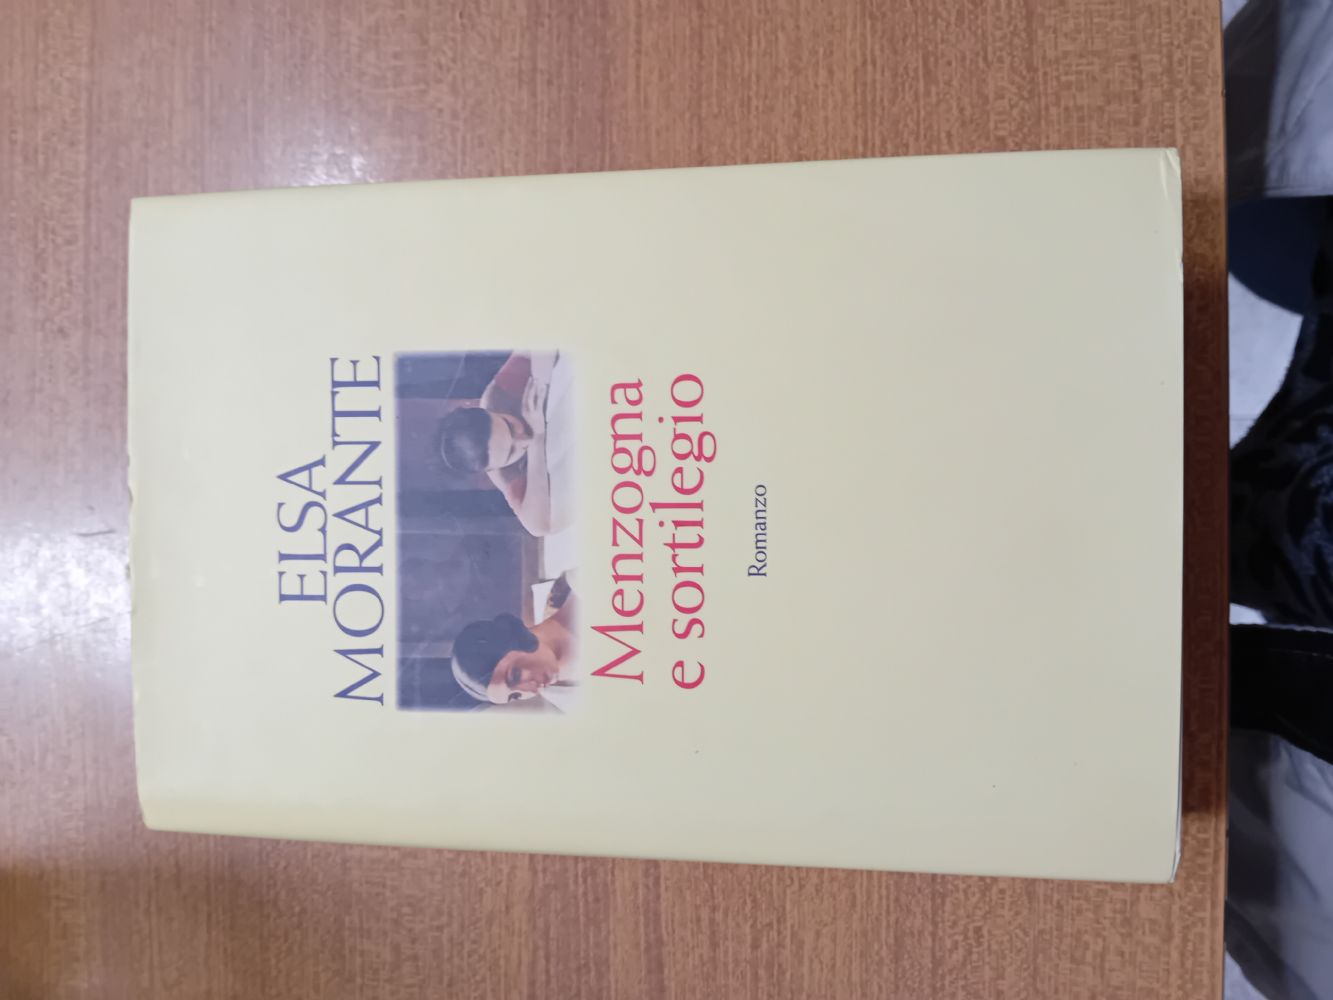 ELSA
MORANTE
Menzogna
e sortilegio
Romanzo